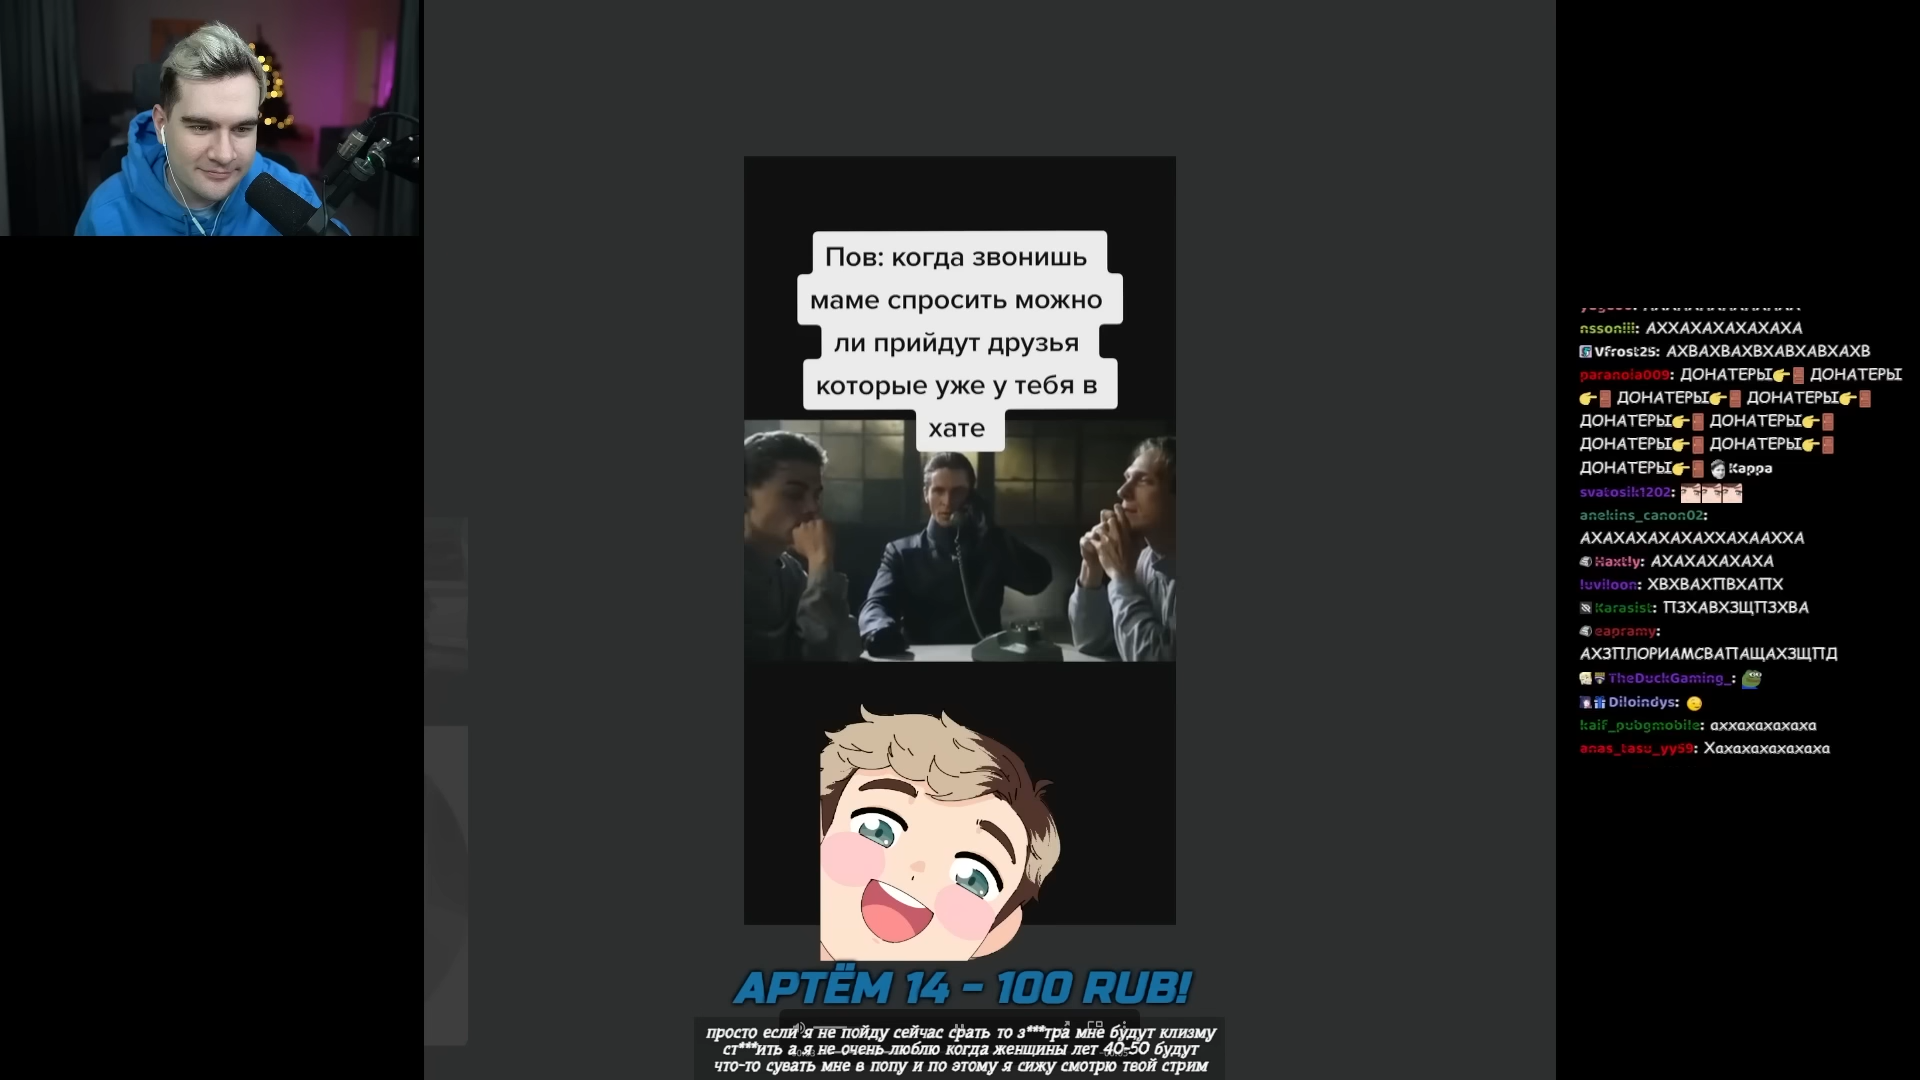 Пов: когда звонишь
маме спросить можно
ли прийдут друзья
которые уже у тебя в
хате
АРТЁМ 14 - 100 RUB!
просто если я не пойду сейчас срать то з***тра мне будут клизму
ст***ить а я не очень люблю когда женщины лет 40-50 будут
что-то сувать мне в попу и по этому я сижу смотрю твой стрим
nssoniii: АХХАХАХАХАХАХА
Vfrost25: АХВАХВАХВХАВХАВХАХВ
paranoia009: ДОНАТЕРЫ👉🚪 ДОНАТЕРЫ
👉🚪 ДОНАТЕРЫ👉🚪 ДОНАТЕРЫ👉🚪
ДОНАТЕРЫ👉🚪 ДОНАТЕРЫ👉🚪
ДОНАТЕРЫ👉🚪 ДОНАТЕРЫ👉🚪
ДОНАТЕРЫ👉🚪 Kappa
svatosik1202:
anekins_canon02:
АХАХАХАХАХАХХАХААХХА
Haxtly: АХАХАХАХАХА
luviloon: ХВХВАХПВХАПХ
Karasist: ПЗХАВХЗЩПЗХВА
eapramy:
АХЗПЛОРИАМСВАПАЩАХЗЩПД
TheDuckGaming_:
Diloindys:
kaif_pubgmobile: аххахахахаха
anas_tasu_yy59: Хахахахахахаха